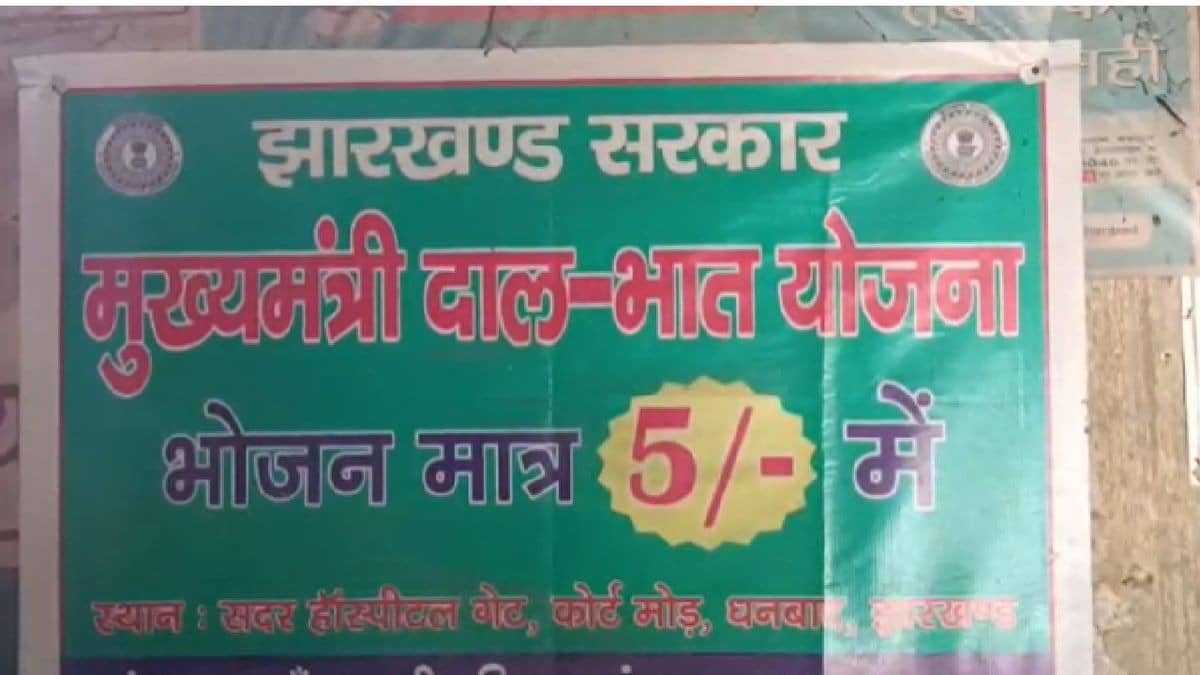 झारखण्ड सरकार
मुख्यमंत्री दाल-भात योजना
भोजन मात्र 5/- में
स्थान : सदर हॉस्पीटल गेट, कोर्ट मोड़, धनबाद, झारखण्ड